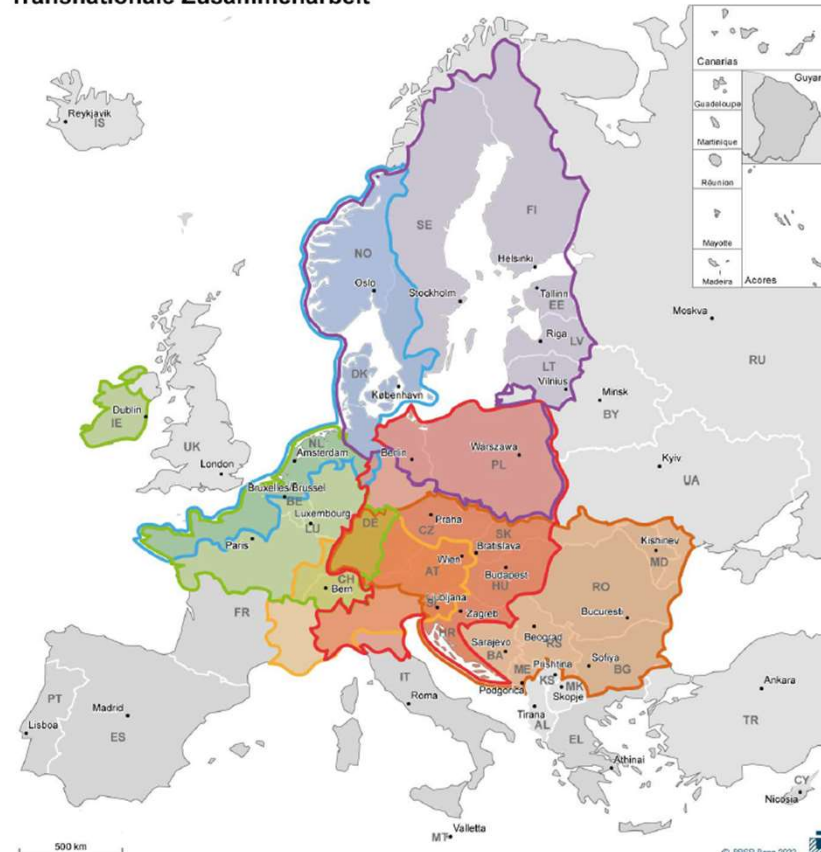 Transnationale Zusammenarbeit
Canarias
Guadeloupe
Guyan
Martinique
Réunion
Mayotte
Madeira
Acores
Reykjavik
IS
NO
SE
FI
Oslo
Helsinki
Stockholm
Tallinn
EE
Riga
LV
LT
Vilnius
Moskva
RU
Minsk
BY
DK
København
Dublin
IE
UK
London
NL
Amsterdam
Berlin
Warszawa
PL
Kyiv
UA
Bruxelles/Brussel
BE
Luxembourg
LU
DE
Praha
CZ
SK
Paris
Wien
Bratislava
AT
Budapest
HU
Kishinev
MD
CH
Bern
FR
Ljubljana
SI
Zagreb
HR
RO
Bucuresti
Sarajevo
BA
Beograd
RS
ME
Prishtina
Sofiya
BG
KS
MK
Podgorica
Skopje
Tirana
AL
IT
Roma
PT
Madrid
Lisboa
ES
EL
Athinai
Ankara
TR
CY
Nicosia
Valletta
MT
500 km